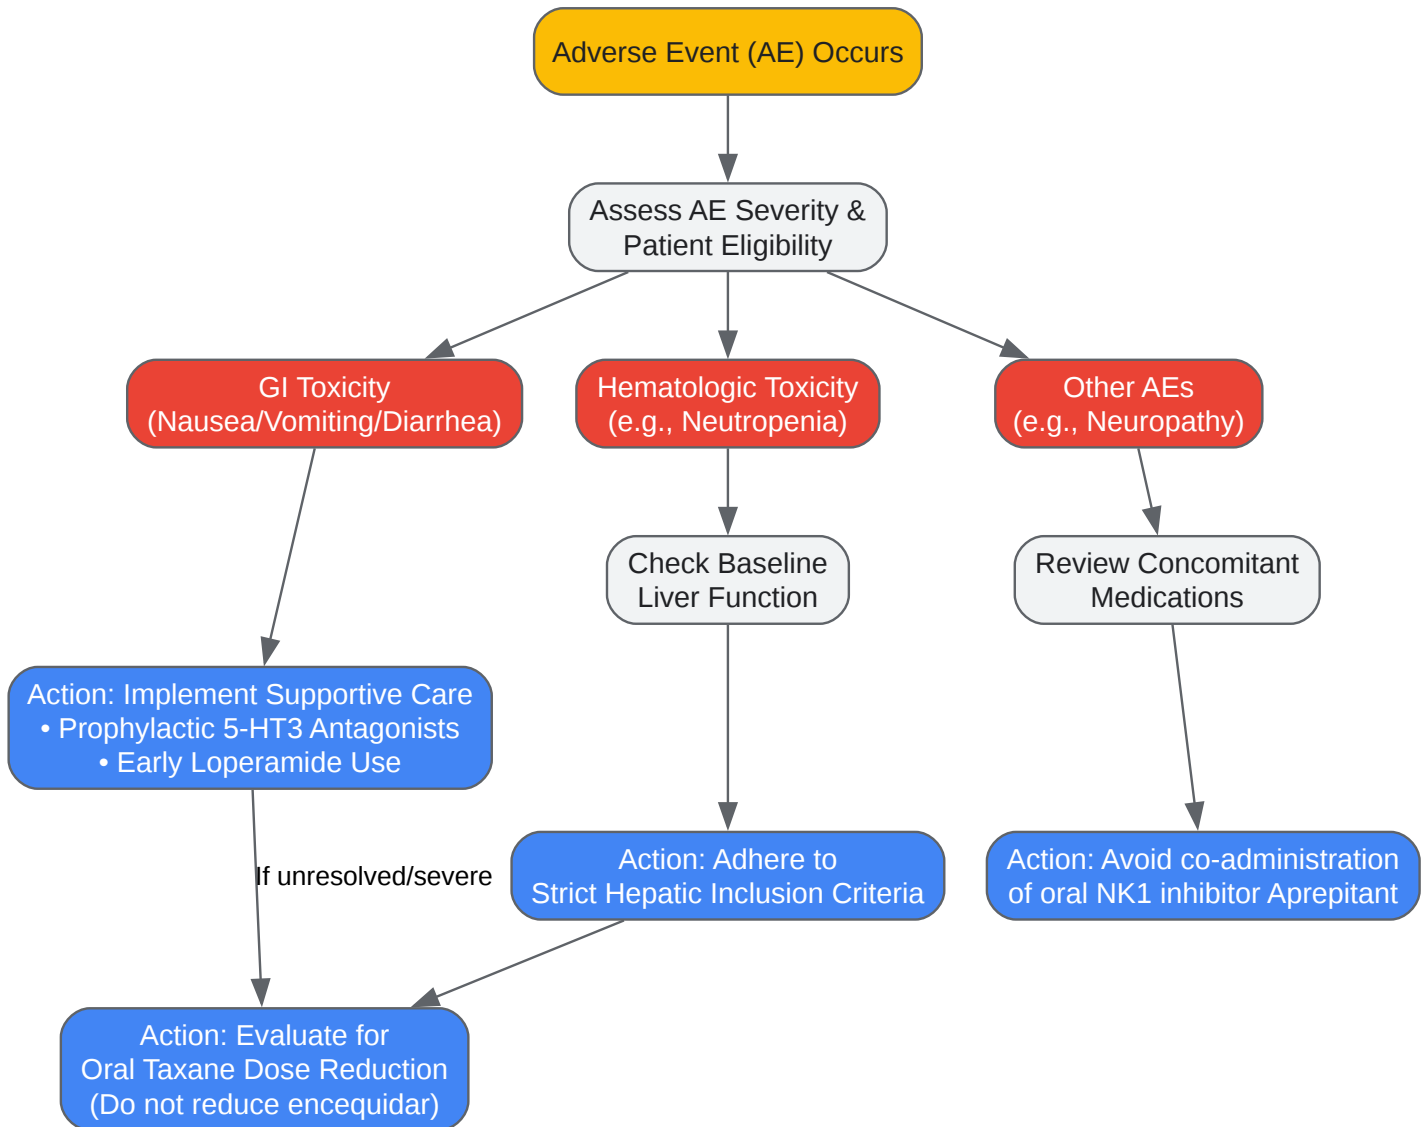 Adverse Event (AE) Occurs
Assess AE Severity &
Patient Eligibility
GI Toxicity
(Nausea/Vomiting/Diarrhea)
Hematologic Toxicity
(e.g., Neutropenia)
Other AEs
(e.g., Neuropathy)
Check Baseline
Liver Function
Review Concomitant
Medications
Action: Implement Supportive Care
• Prophylactic 5-HT3 Antagonists
• Early Loperamide Use
If unresolved/severe
Action: Adhere to
Strict Hepatic Inclusion Criteria
Action: Avoid co-administration
of oral NK1 inhibitor Aprepitant
Action: Evaluate for
Oral Taxane Dose Reduction
(Do not reduce encequidar)